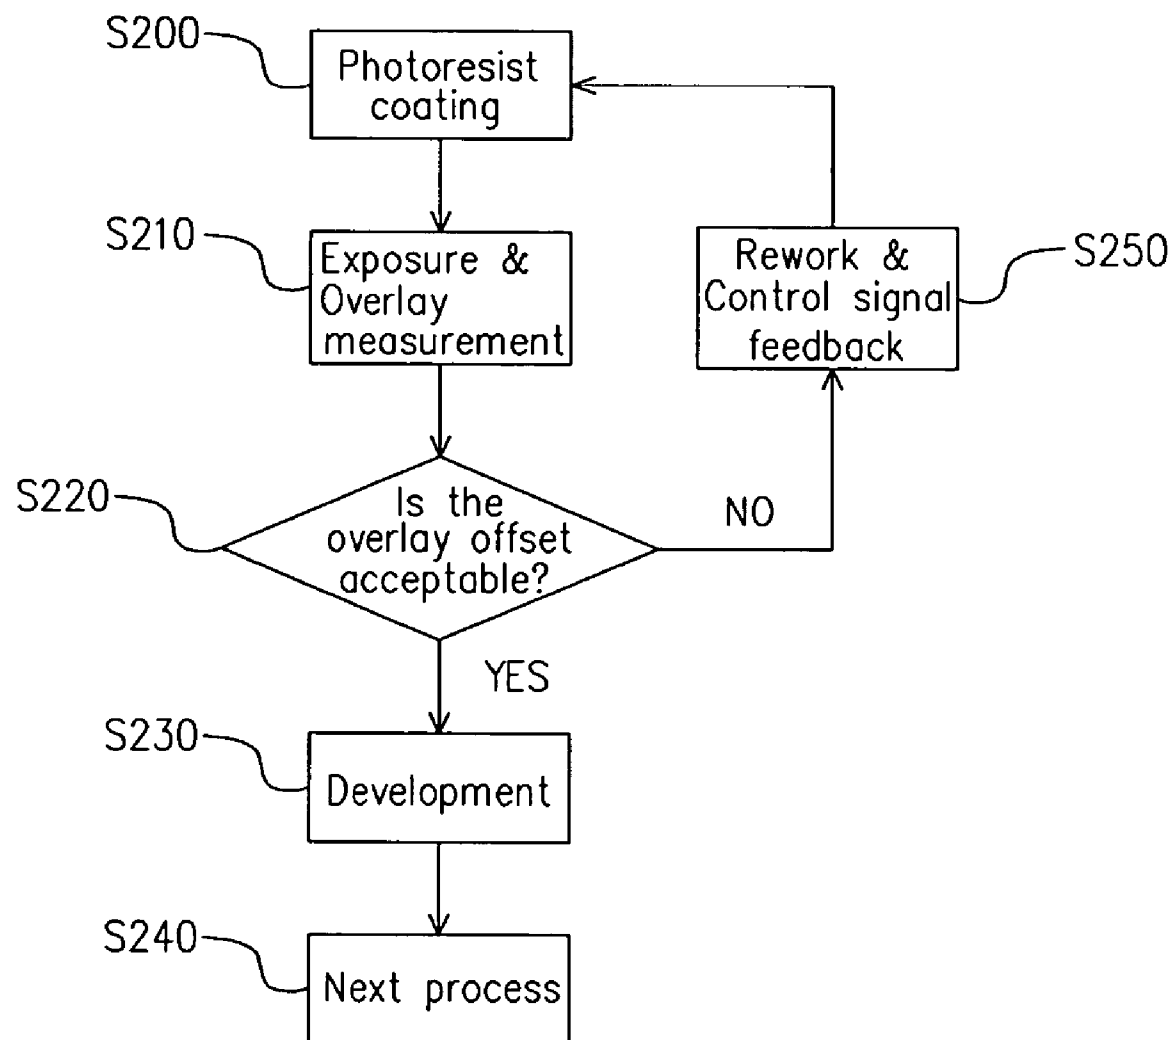 S200
Photoresist
coating
S210
Exposure &
Overlay
measurement
Rework &
Control signal
feedback
S250
S220
Is the
overlay offset
acceptable?
NO
YES
S230
Development
S240
Next process